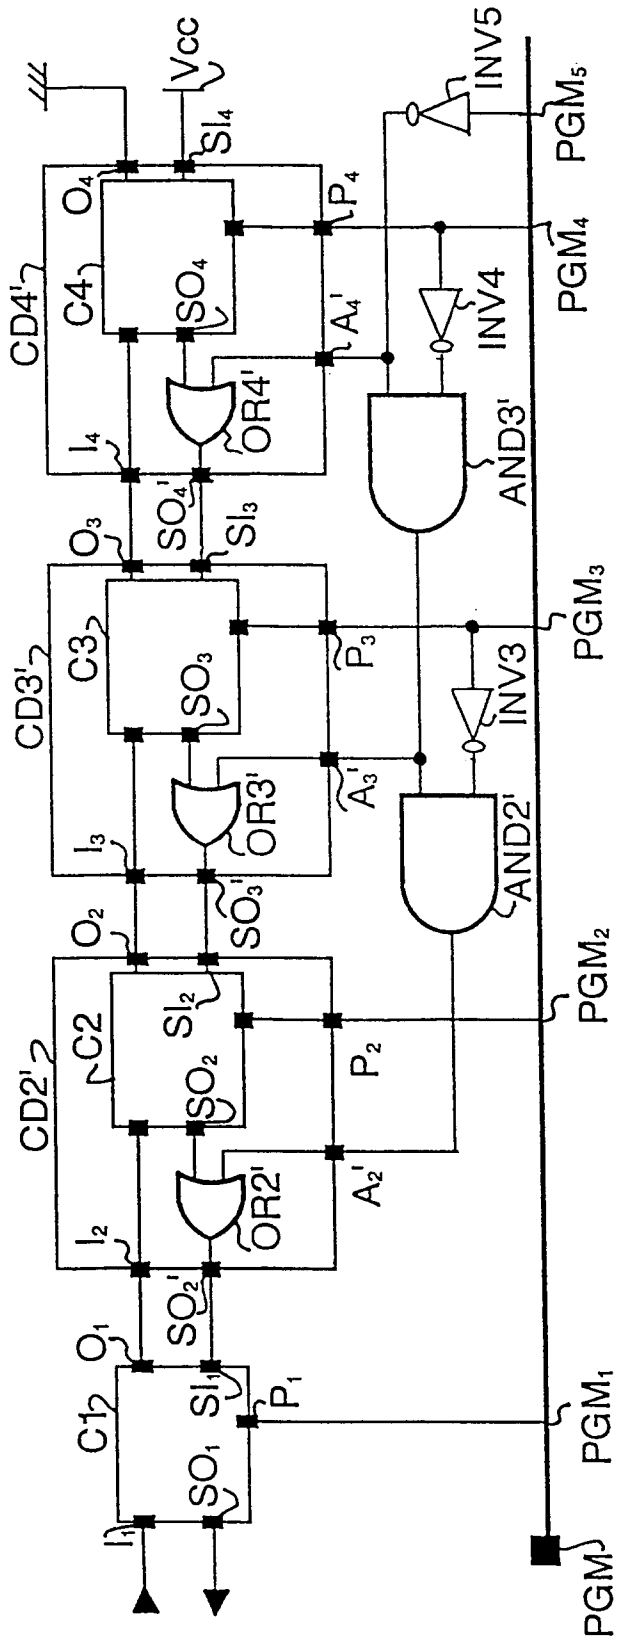 I₁
C1
SO₁
SI₁
O₁
P₁
PGM
PGM₁
CD2'
I₂
SO₂'
OR2'
A₂'
C2
SO₂
SI₂
O₂
P₂
PGM₂
AND2'
CD3'
I₃
SO₃'
OR3'
A₃'
C3
SO₃
SI₃
O₃
P₃
PGM₃
INV3
AND3'
CD4'
I₄
SO₄'
OR4'
A₄'
C4
SO₄
SI₄
O₄
P₄
PGM₄
INV4
INV5
PGM₅
Vcc